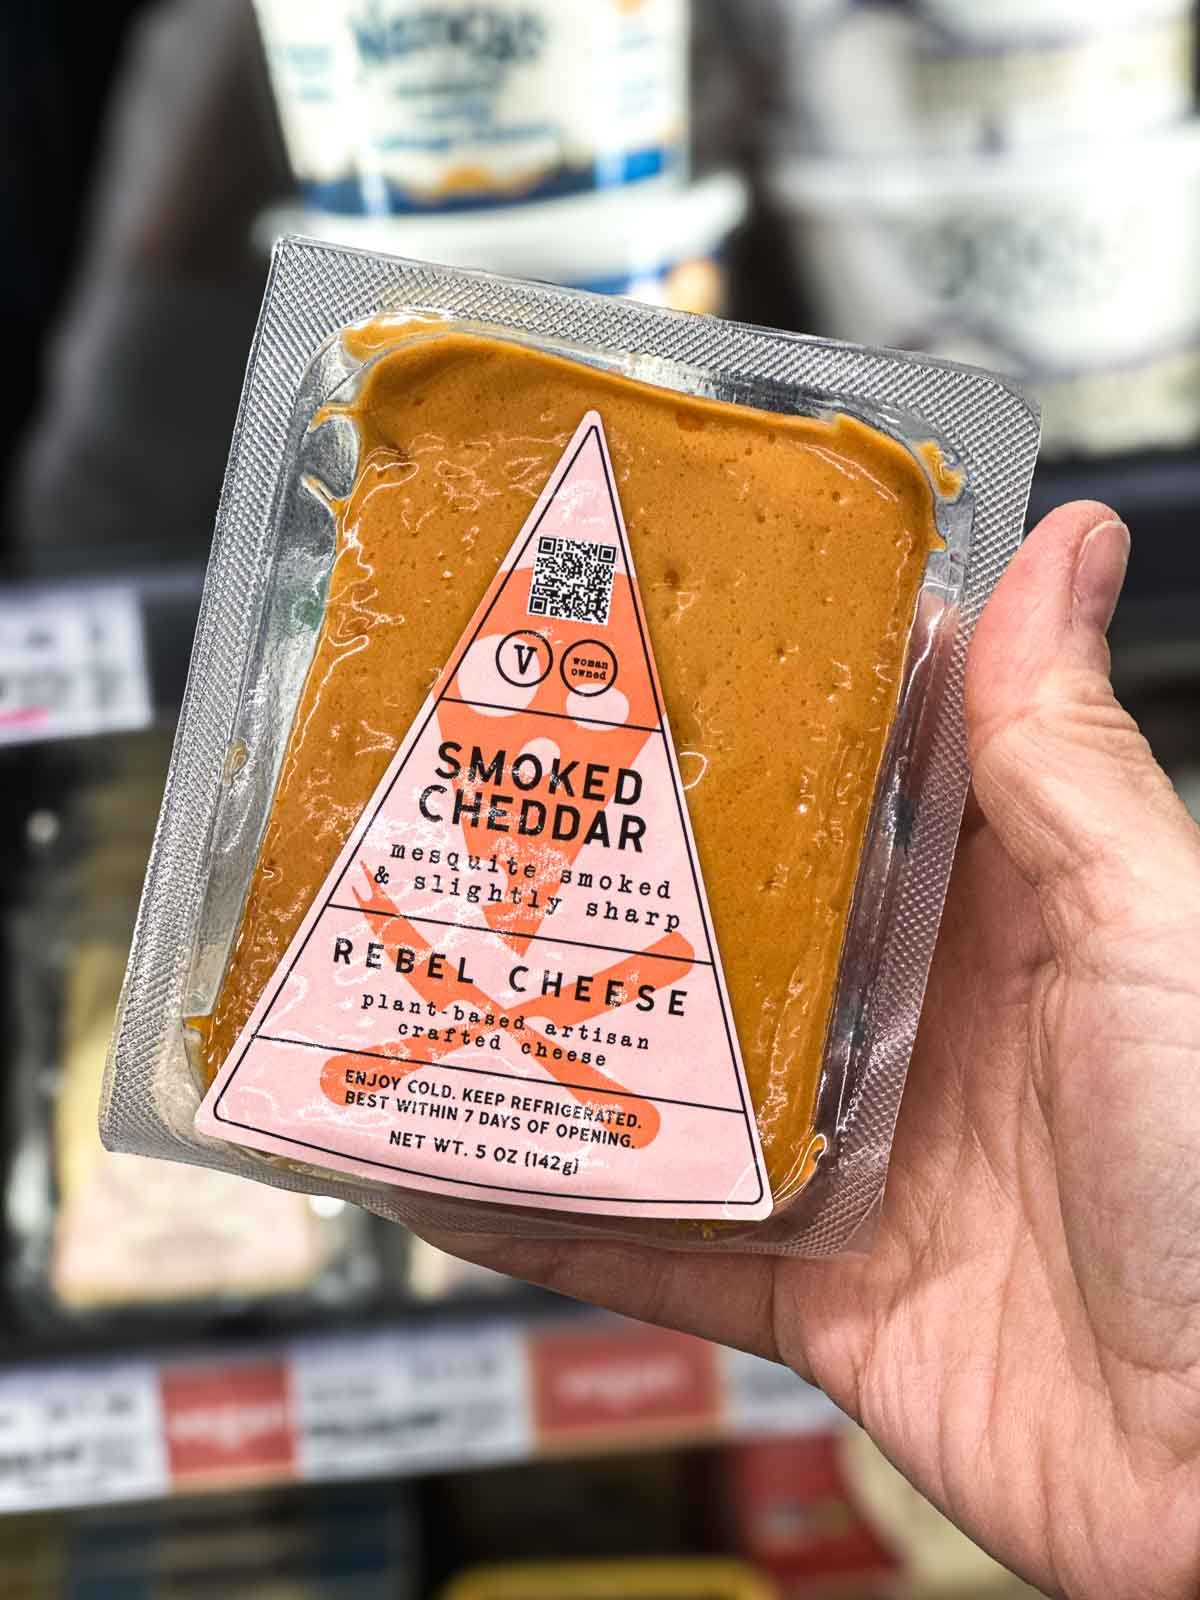 V
woman
owned
SMOKED
CHEDDAR
mesquite smoked
& slightly sharp
REBEL CHEESE
plant-based artisan
crafted cheese
ENJOY COLD. KEEP REFRIGERATED.
BEST WITHIN 7 DAYS OF OPENING.
NET WT. 5 OZ (142g)